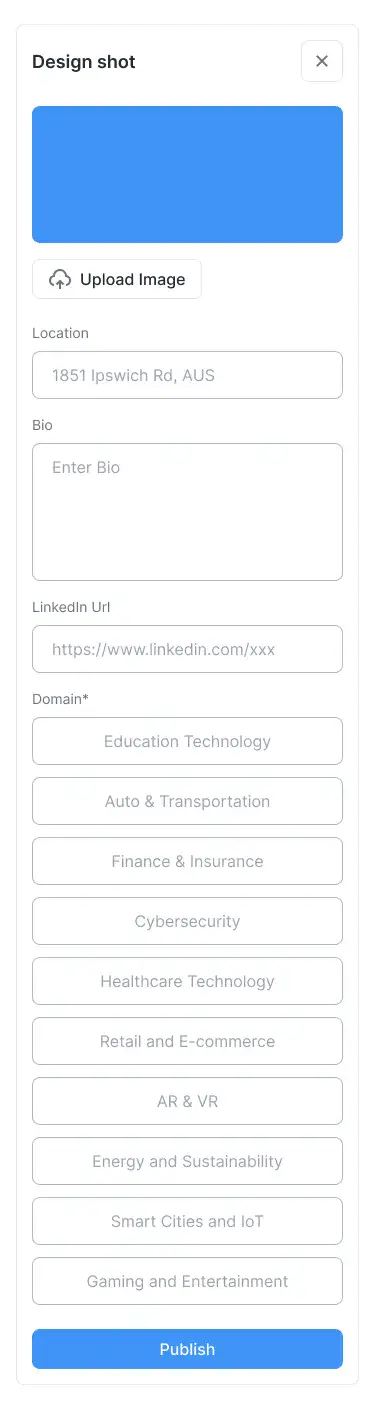 Design shot
Upload Image
Location
1851 Ipswich Rd, AUS
Bio
Enter Bio
LinkedIn Url
https://www.linkedin.com/xxx
Domain*
Education Technology
Auto & Transportation
Finance & Insurance
Cybersecurity
Healthcare Technology
Retail and E-commerce
AR & VR
Energy and Sustainability
Smart Cities and IoT
Gaming and Entertainment
Publish